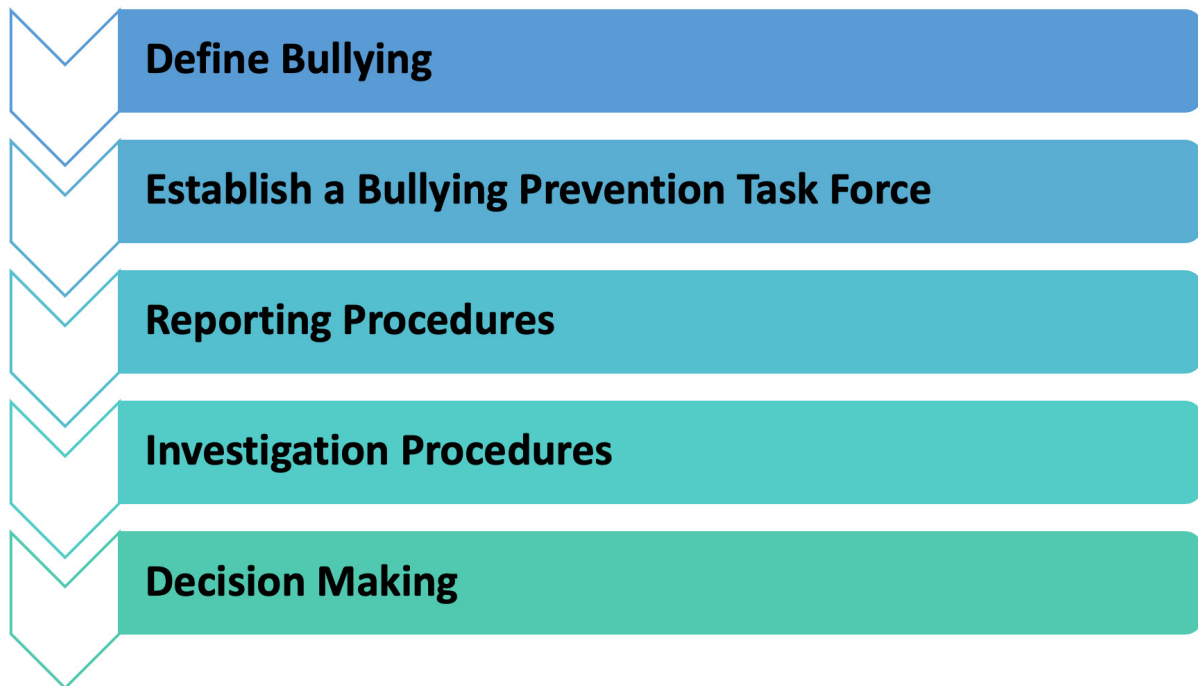 Define Bullying
Establish a Bullying Prevention Task Force
Reporting Procedures
Investigation Procedures
Decision Making